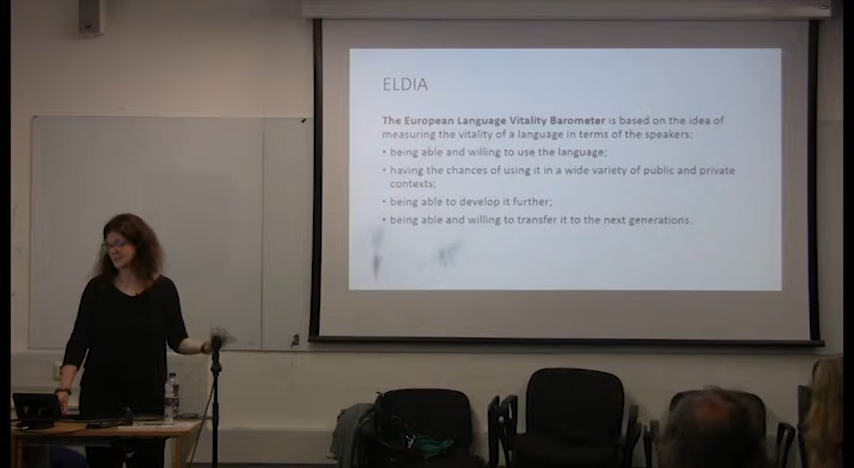 ELDIA
The European Language Vitality Barometer is based on the idea of
measuring the vitality of a language in terms of the speakers:
• being able and willing to use the language;
• having the chances of using it in a wide variety of public and private
contexts;
• being able to develop it further;
• being able and willing to transfer it to the next generations.